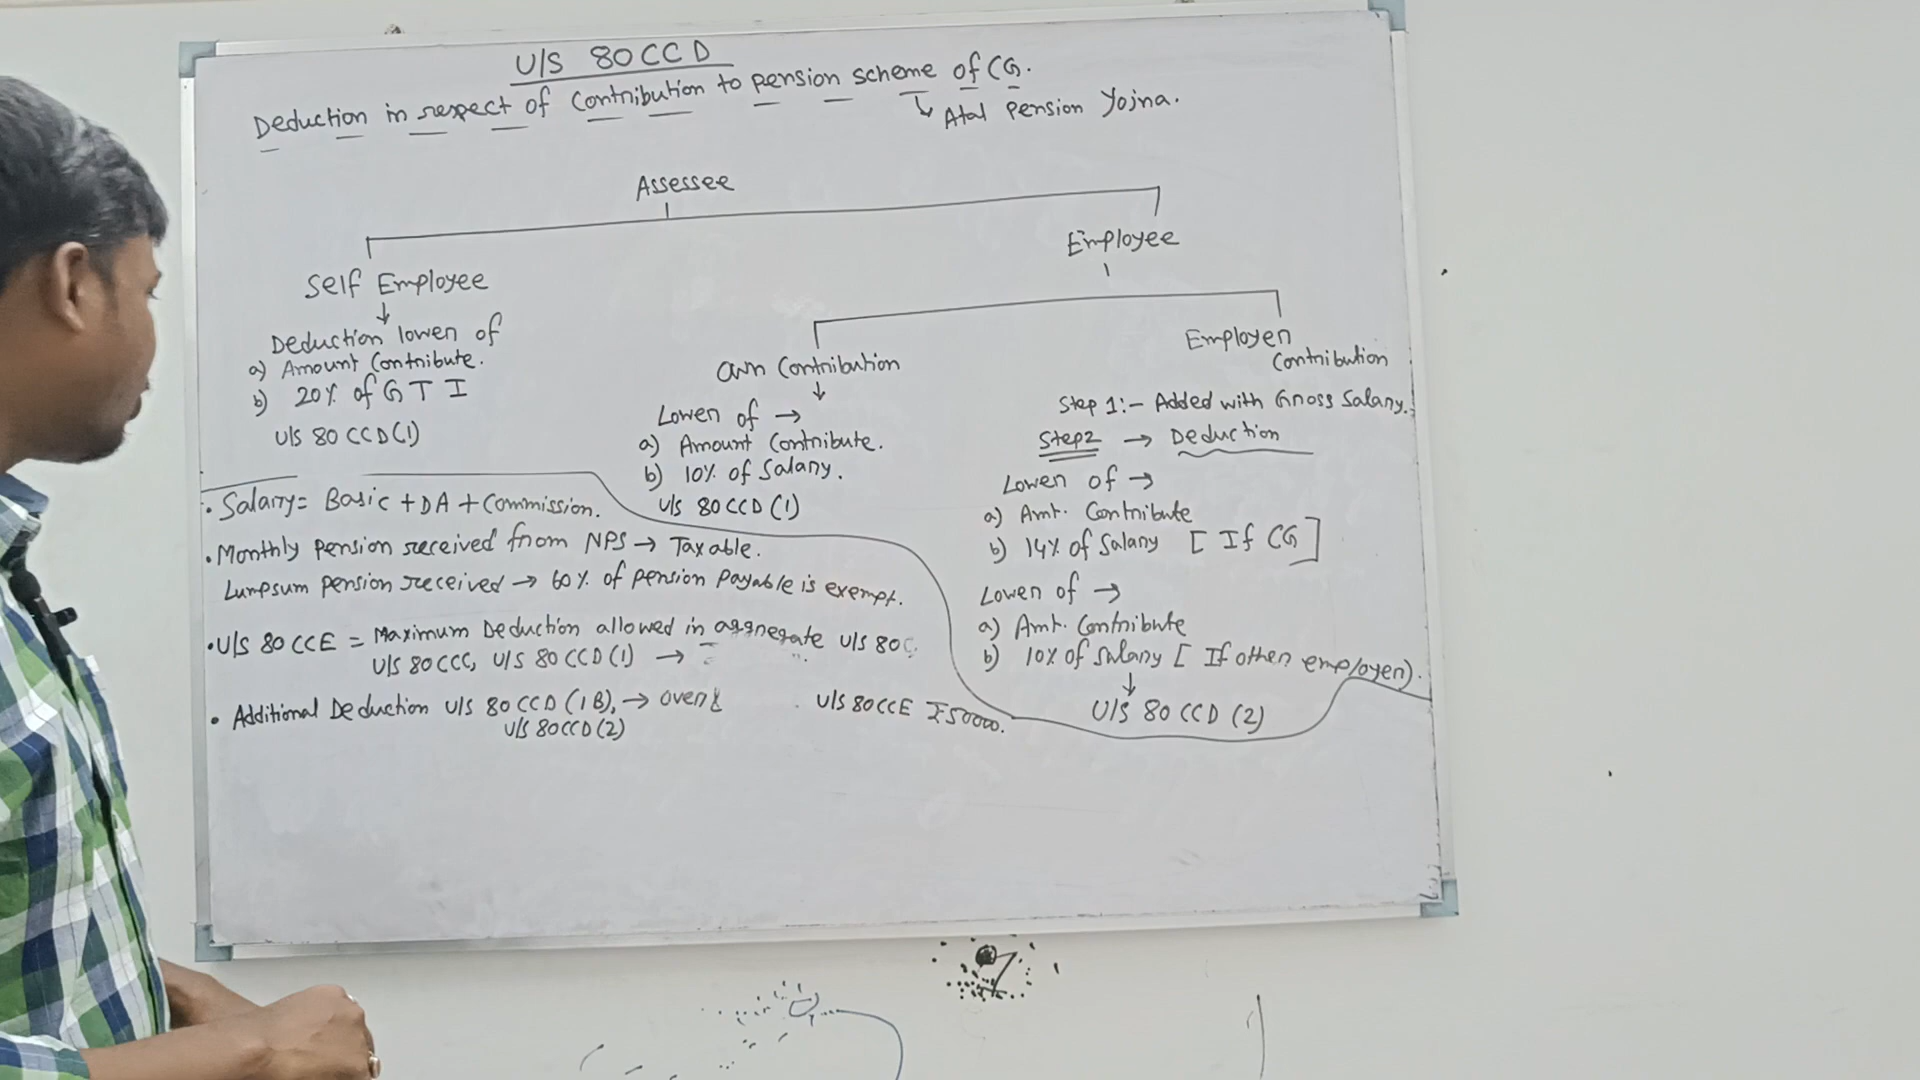 U/S 80 CCD
Deduction in respect of Contribution to pension scheme of CG.
↳ Atal Pension Yojna.
Assessee
Self Employee
↓
Deduction lower of
a) Amount Contribute.
b) 20% of G T I
U/S 80 CCD(1)
Employee
Own Contribution
↓
Lower of →
a) Amount Contribute.
b) 10% of Salary.
U/S 80 CCD (1)
Employer
Contribution
Step 1:- Added with Gross Salary.
Step2 → Deduction
Lower of →
a) Amt. Contribute
b) 14% of Salary [ If CG ]
Lower of →
a) Amt. Contribute
b) 10% of Salary [ If other employer).
↓
U/S 80 CCD (2)
• Salary = Basic + DA + Commission.
• Monthly pension received from NPS → Taxable.
Lumpsum pension received → 60% of pension payable is exempt.
• U/S 80 CCE = Maximum Deduction allowed in aggregate U/S 80C
U/S 80 CCC, U/S 80 CCD (1) →
• Additional Deduction U/S 80 CCD (1B), → over & U/S 80 CCE ₹50000.
U/S 80CCD(2)